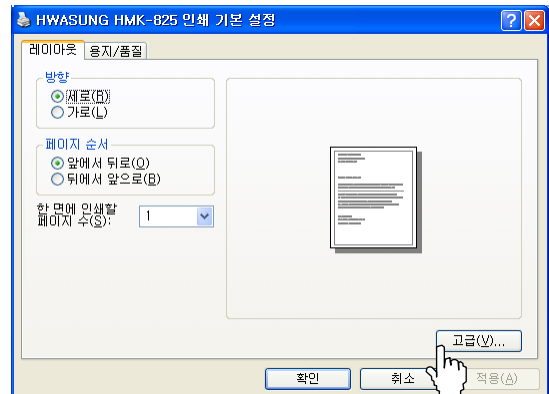 HWASUNG HMK-825 인쇄 기본 설정
레이아웃 용지/품질
방향
세로(R)
가로(L)
페이지 순서
앞에서 뒤로(O)
뒤에서 앞으로(B)
한 면에 인쇄할
페이지 수(S): 1
고급(V)...
확인 취소 적용(A)